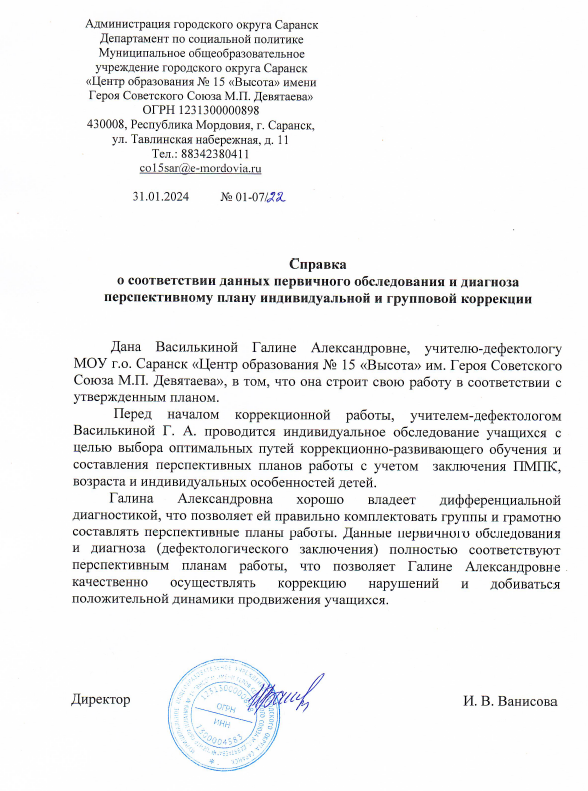 Администрация городского округа Саранск
Департамент по социальной политике
Муниципальное общеобразовательное
учреждение городского округа Саранск
«Центр образования № 15 «Высота» имени
Героя Советского Союза М.П. Девятаева»
ОГРН 1231300000898
430008, Республика Мордовия, г. Саранск,
ул. Тавлинская набережная, д. 11
Тел.: 88342380411
co15sar@e-mordovia.ru
31.01.2024 № 01-07/22
Справка
о соответствии данных первичного обследования и диагноза
перспективному плану индивидуальной и групповой коррекции
Дана Василькиной Галине Александровне, учителю-дефектологу
МОУ г.о. Саранск «Центр образования № 15 «Высота» им. Героя Советского
Союза М.П. Девятаева», в том, что она строит свою работу в соответствии с
утвержденным планом.
Перед началом коррекционной работы, учителем-дефектологом
Василькиной Г. А. проводится индивидуальное обследование учащихся с
целью выбора оптимальных путей коррекционно-развивающего обучения и
составления перспективных планов работы с учетом заключения ПМПК,
возраста и индивидуальных особенностей детей.
Галина Александровна хорошо владеет дифференциальной
диагностикой, что позволяет ей правильно комплектовать группы и грамотно
составлять перспективные планы работы. Данные первичного обследования
и диагноза (дефектологического заключения) полностью соответствуют
перспективным планам работы, что позволяет Галине Александровне
качественно осуществлять коррекцию нарушений и добиваться
положительной динамики продвижения учащихся.
Директор И. В. Ванисова
ОГРН
ИНН